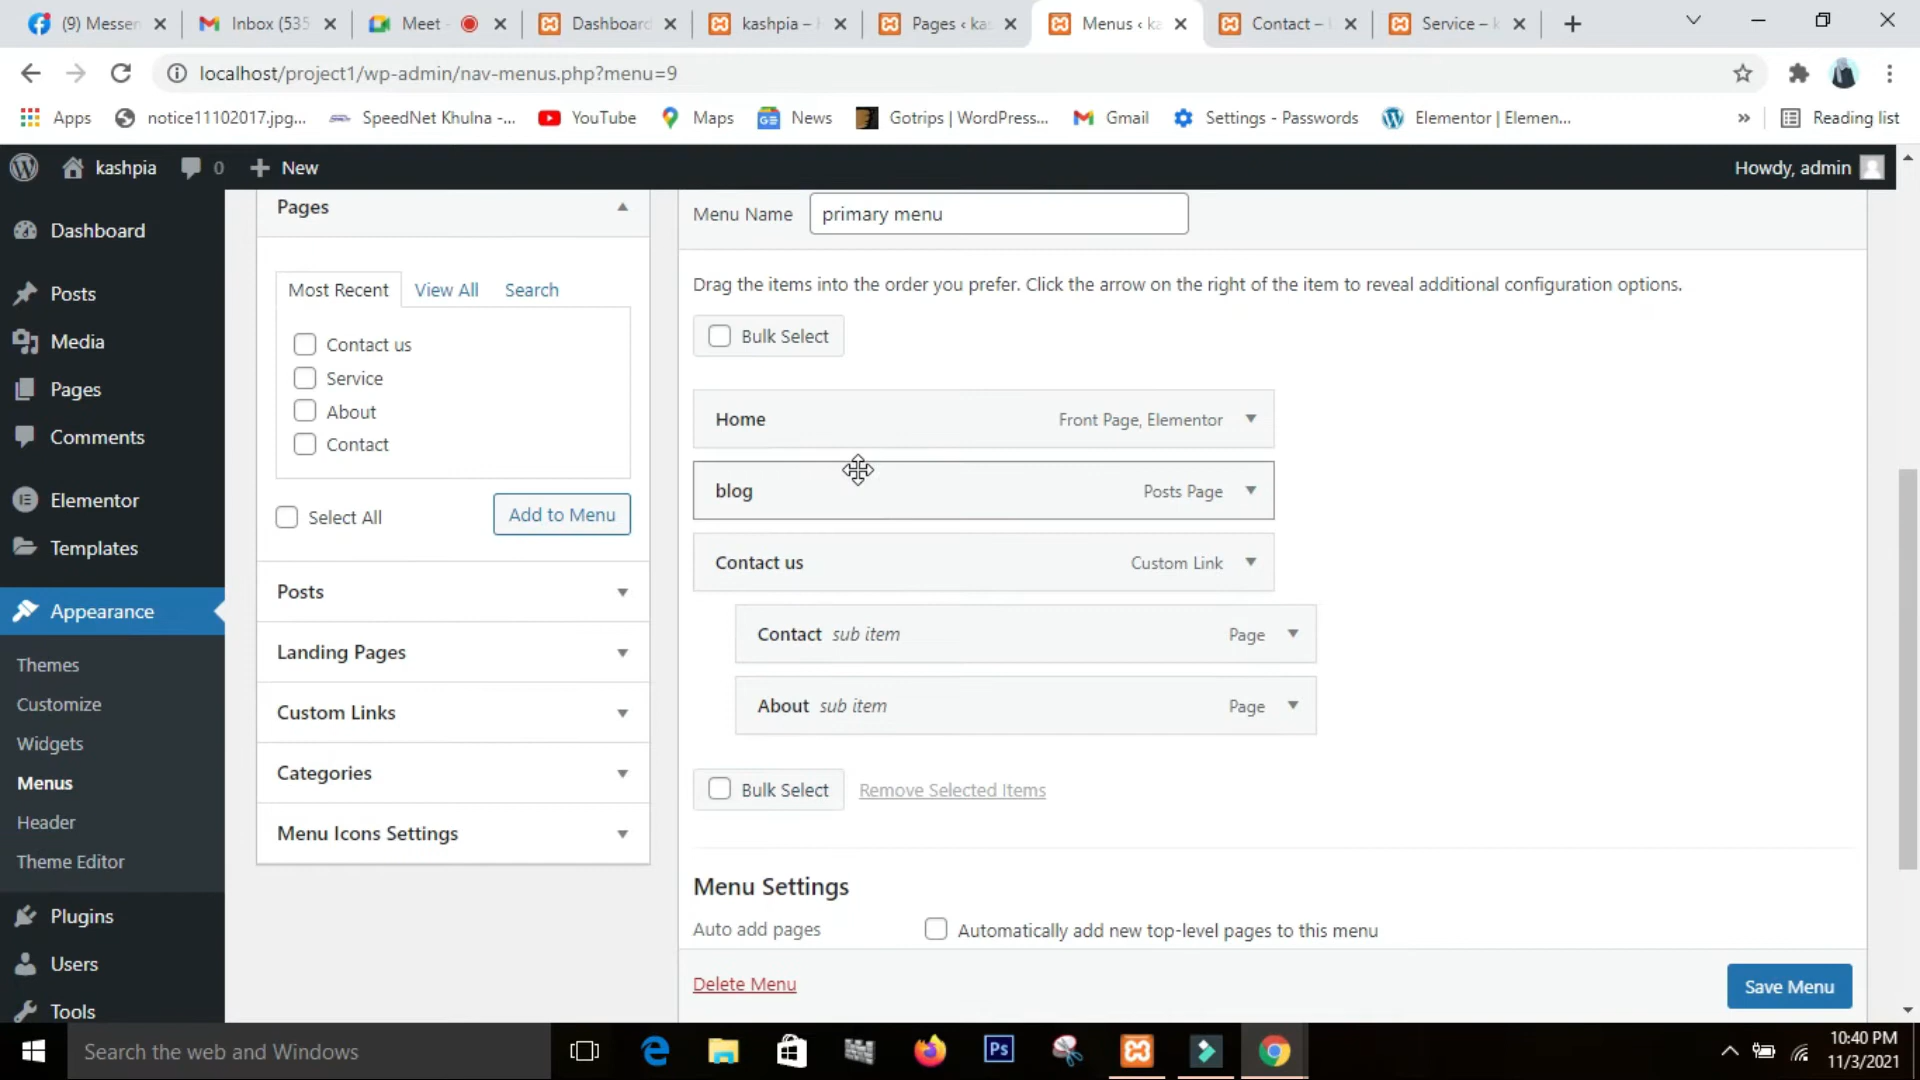 (9) Messen
Inbox (535
Meet -
Dashboard
kashpia –
Pages ‹ ka
Menus ‹ ka
Contact –
Service –
localhost/project1/wp-admin/nav-menus.php?menu=9
Apps
notice11102017.jpg...
SpeedNet Khulna -...
YouTube
Maps
News
Gotrips | WordPress...
Gmail
Settings - Passwords
Elementor | Elemen...
»
Reading list
kashpia
0
New
Howdy, admin
Dashboard
Posts
Media
Pages
Comments
Elementor
Templates
Appearance
Themes
Customize
Widgets
Menus
Header
Theme Editor
Plugins
Users
Tools
Pages
Most Recent
View All
Search
Contact us
Service
About
Contact
Select All
Add to Menu
Posts
Landing Pages
Custom Links
Categories
Menu Icons Settings
Menu Name
primary menu
Drag the items into the order you prefer. Click the arrow on the right of the item to reveal additional configuration options.
Bulk Select
Home
Front Page, Elementor
blog
Posts Page
Contact us
Custom Link
Contact sub item
Page
About sub item
Page
Bulk Select
Remove Selected Items
Menu Settings
Auto add pages
Automatically add new top-level pages to this menu
Delete Menu
Save Menu
Search the web and Windows
Ps
10:40 PM
11/3/2021